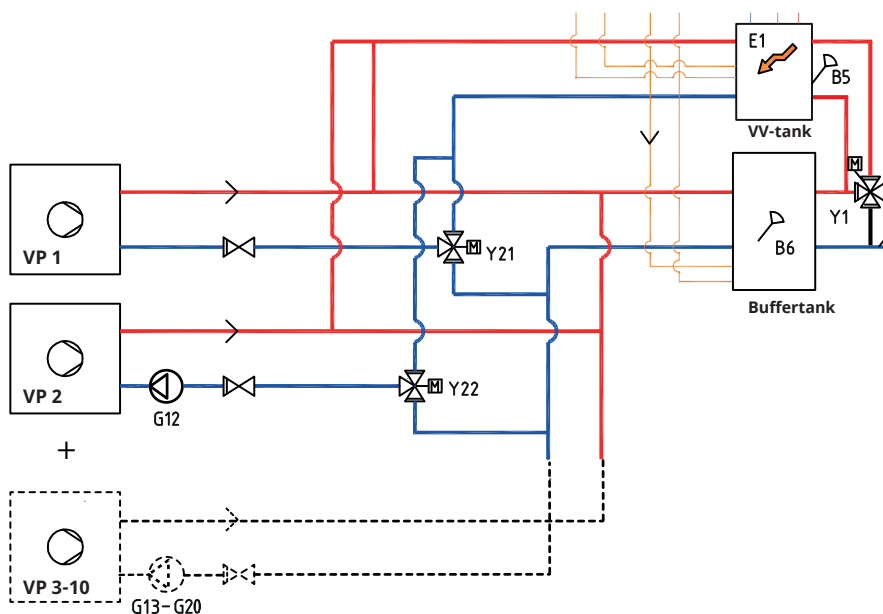 E1
B5
VV-tank
M
Y1
VP 1
M
Y21
B6
Buffertank
VP 2
G12
M
Y22
+
VP 3-10
G13-G20